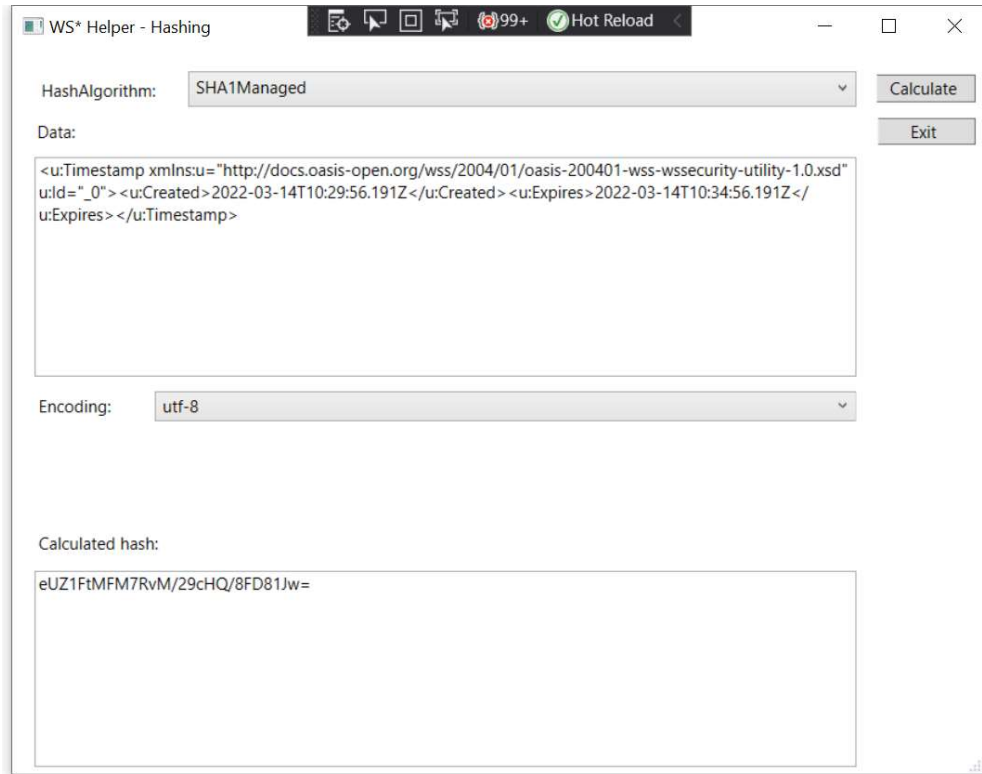 WS* Helper - Hashing
99+ Hot Reload
HashAlgorithm: SHA1Managed
Calculate
Data:
Exit
<u:Timestamp xmlns:u="http://docs.oasis-open.org/wss/2004/01/oasis-200401-wss-wssecurity-utility-1.0.xsd"
u:Id="_0"><u:Created>2022-03-14T10:29:56.191Z</u:Created><u:Expires>2022-03-14T10:34:56.191Z</
u:Expires></u:Timestamp>
Encoding: utf-8
Calculated hash:
eUZ1FtMFM7RvM/29cHQ/8FD81Jw=